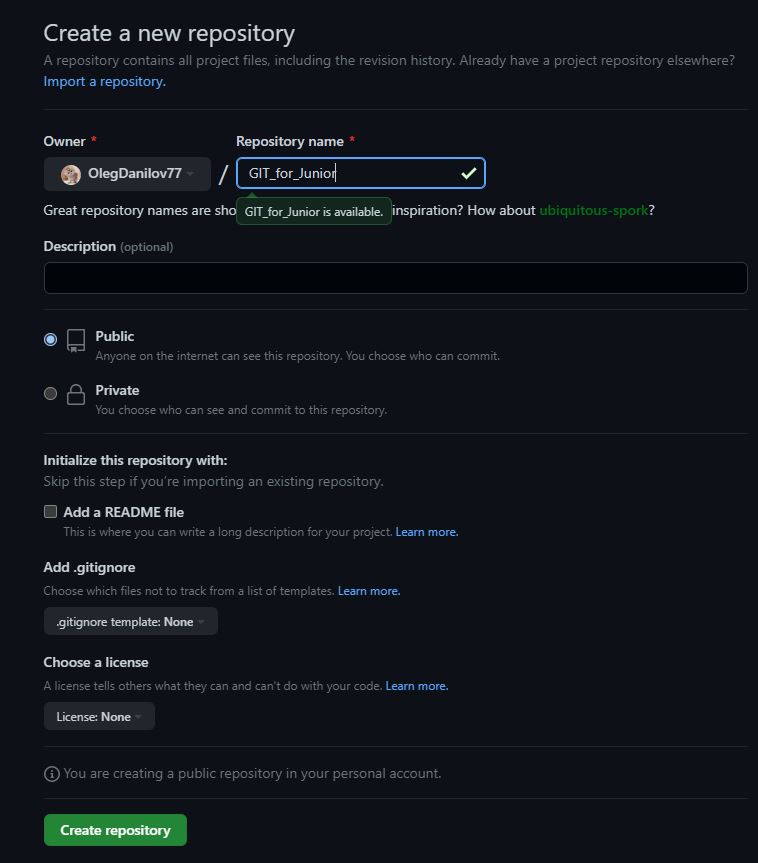 Create a new repository
A repository contains all project files, including the revision history. Already have a project repository elsewhere?
Import a repository.
Owner *
Repository name *
OlegDanilov77
/
GIT_for_Junior
Great repository names are sho
GIT_for_Junior is available.
inspiration? How about ubiquitous-spork?
Description (optional)
Public
Anyone on the internet can see this repository. You choose who can commit.
Private
You choose who can see and commit to this repository.
Initialize this repository with:
Skip this step if you're importing an existing repository.
Add a README file
This is where you can write a long description for your project. Learn more.
Add .gitignore
Choose which files not to track from a list of templates. Learn more.
.gitignore template: None
Choose a license
A license tells others what they can and can't do with your code. Learn more.
License: None
You are creating a public repository in your personal account.
Create repository